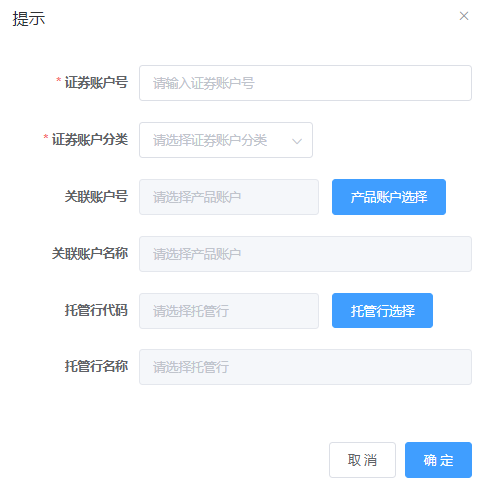 提示
* 证券账户号 请输入证券账户号
* 证券账户分类 请选择证券账户分类
关联账户号 请选择产品账户 产品账户选择
关联账户名称 请选择产品账户
托管行代码 请选择托管行 托管行选择
托管行名称 请选择托管行
取消 确定